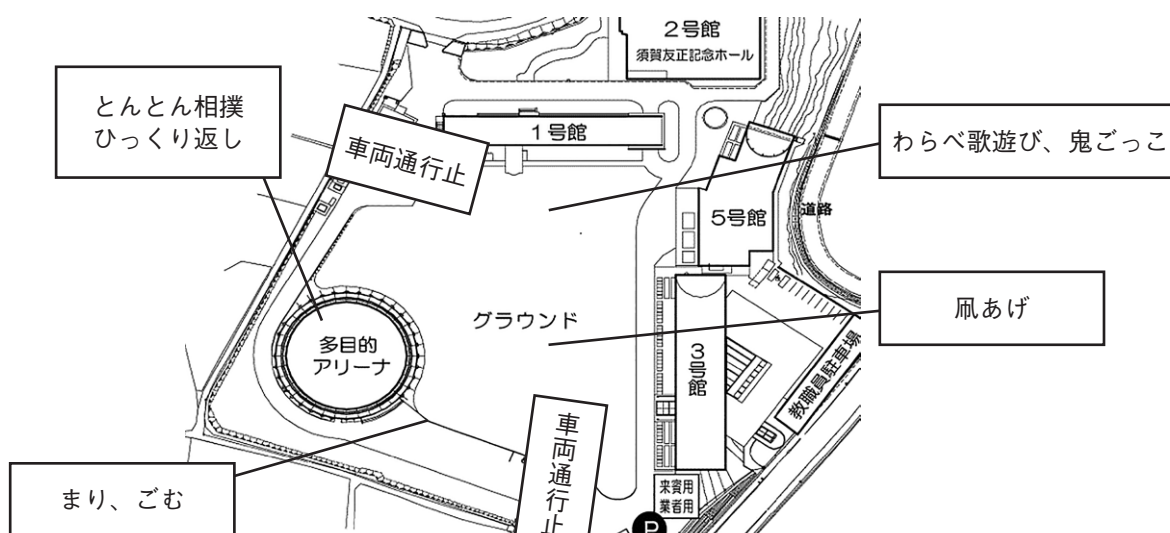 2号館
須賀友正記念ホール
とんとん相撲
ひっくり返し
車両通行止
1号館
わらべ歌遊び、鬼ごっこ
5号館
道路
凧あげ
グラウンド
多目的
アリーナ
3号館
教職員駐車場
車両通行止
まり、ごむ
来賓用
業者用
P